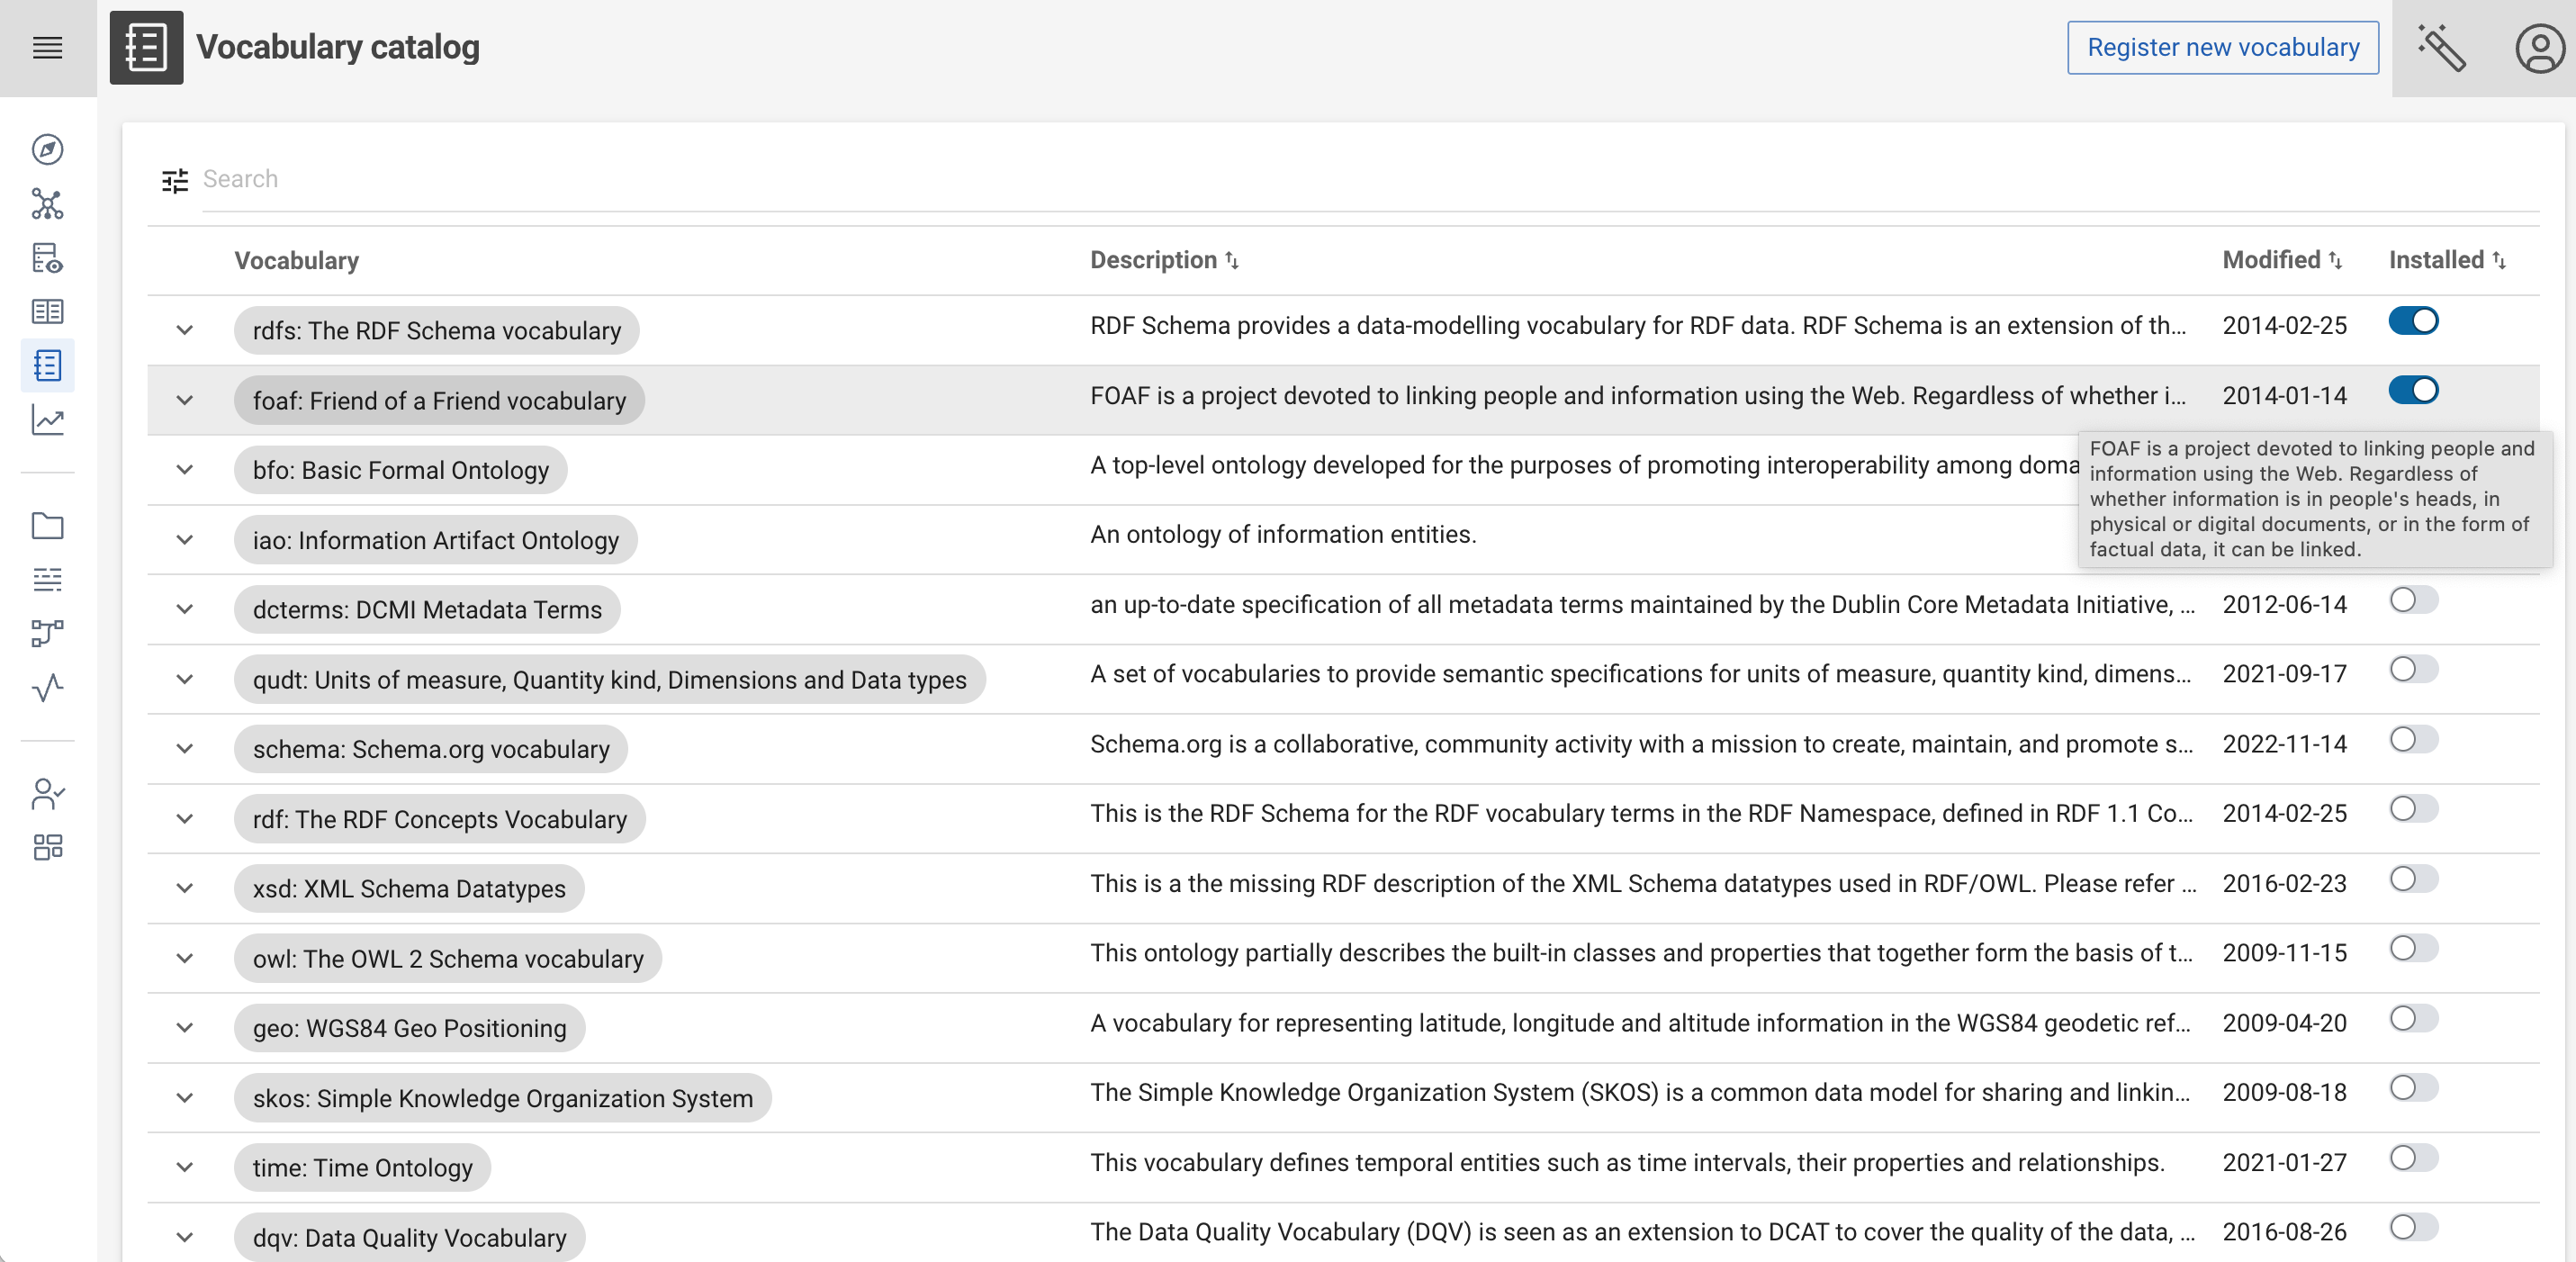 Vocabulary catalog
Register new vocabulary
Search
Vocabulary Description Modified Installed
rdfs: The RDF Schema vocabulary RDF Schema provides a data-modelling vocabulary for RDF data. RDF Schema is an extension of th... 2014-02-25
foaf: Friend of a Friend vocabulary FOAF is a project devoted to linking people and information using the Web. Regardless of whether i... 2014-01-14
bfo: Basic Formal Ontology A top-level ontology developed for the purposes of promoting interoperability among doma
FOAF is a project devoted to linking people and
information using the Web. Regardless of
whether information is in people's heads, in
physical or digital documents, or in the form of
factual data, it can be linked.
iao: Information Artifact Ontology An ontology of information entities.
dcterms: DCMI Metadata Terms an up-to-date specification of all metadata terms maintained by the Dublin Core Metadata Initiative, ... 2012-06-14
qudt: Units of measure, Quantity kind, Dimensions and Data types A set of vocabularies to provide semantic specifications for units of measure, quantity kind, dimens... 2021-09-17
schema: Schema.org vocabulary Schema.org is a collaborative, community activity with a mission to create, maintain, and promote s... 2022-11-14
rdf: The RDF Concepts Vocabulary This is the RDF Schema for the RDF vocabulary terms in the RDF Namespace, defined in RDF 1.1 Co... 2014-02-25
xsd: XML Schema Datatypes This is a the missing RDF description of the XML Schema datatypes used in RDF/OWL. Please refer ... 2016-02-23
owl: The OWL 2 Schema vocabulary This ontology partially describes the built-in classes and properties that together form the basis of t... 2009-11-15
geo: WGS84 Geo Positioning A vocabulary for representing latitude, longitude and altitude information in the WGS84 geodetic ref... 2009-04-20
skos: Simple Knowledge Organization System The Simple Knowledge Organization System (SKOS) is a common data model for sharing and linkin... 2009-08-18
time: Time Ontology This vocabulary defines temporal entities such as time intervals, their properties and relationships. 2021-01-27
dqv: Data Quality Vocabulary The Data Quality Vocabulary (DQV) is seen as an extension to DCAT to cover the quality of the data, ... 2016-08-26